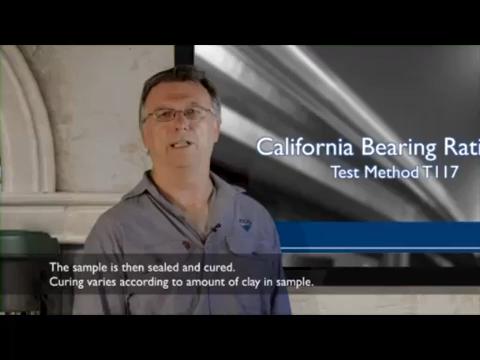 California Bearing Rati
Test Method T117
The sample is then sealed and cured.
Curing varies according to amount of clay in sample.